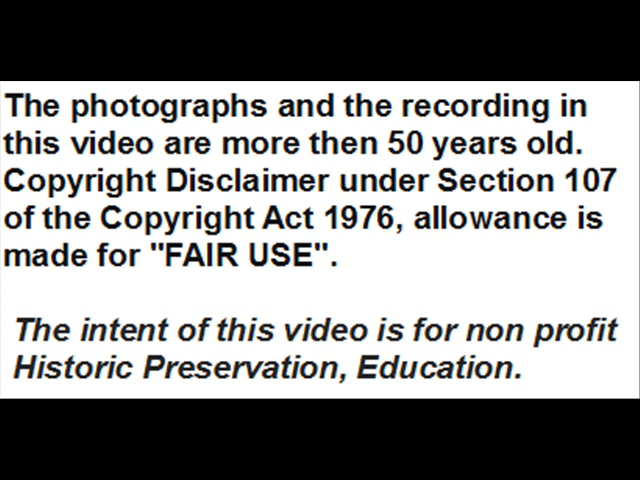 The photographs and the recording in
this video are more then 50 years old.
Copyright Disclaimer under Section 107
of the Copyright Act 1976, allowance is
made for "FAIR USE".
The intent of this video is for non profit
Historic Preservation, Education.